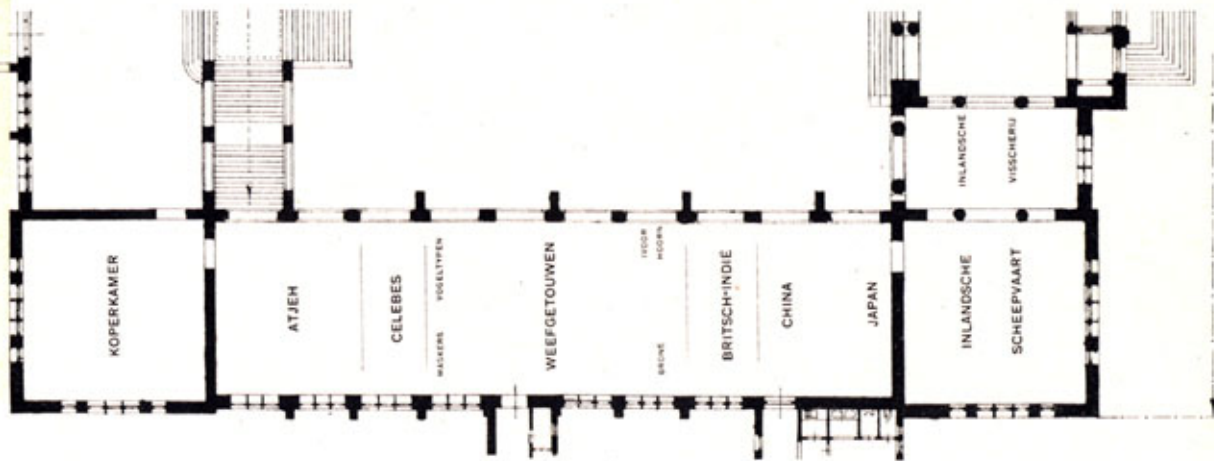 KOPERKAMER
ATJEH
CELEBES
MASKERS VOGELTYPEN
WEEFGETOUWEN
BRONS IVOOR
HOORN
BRITSCH-INDIE
CHINA
JAPAN
INLANDSCHE
SCHEEPVAART
INLANDSCHE
VISSCHERIJ